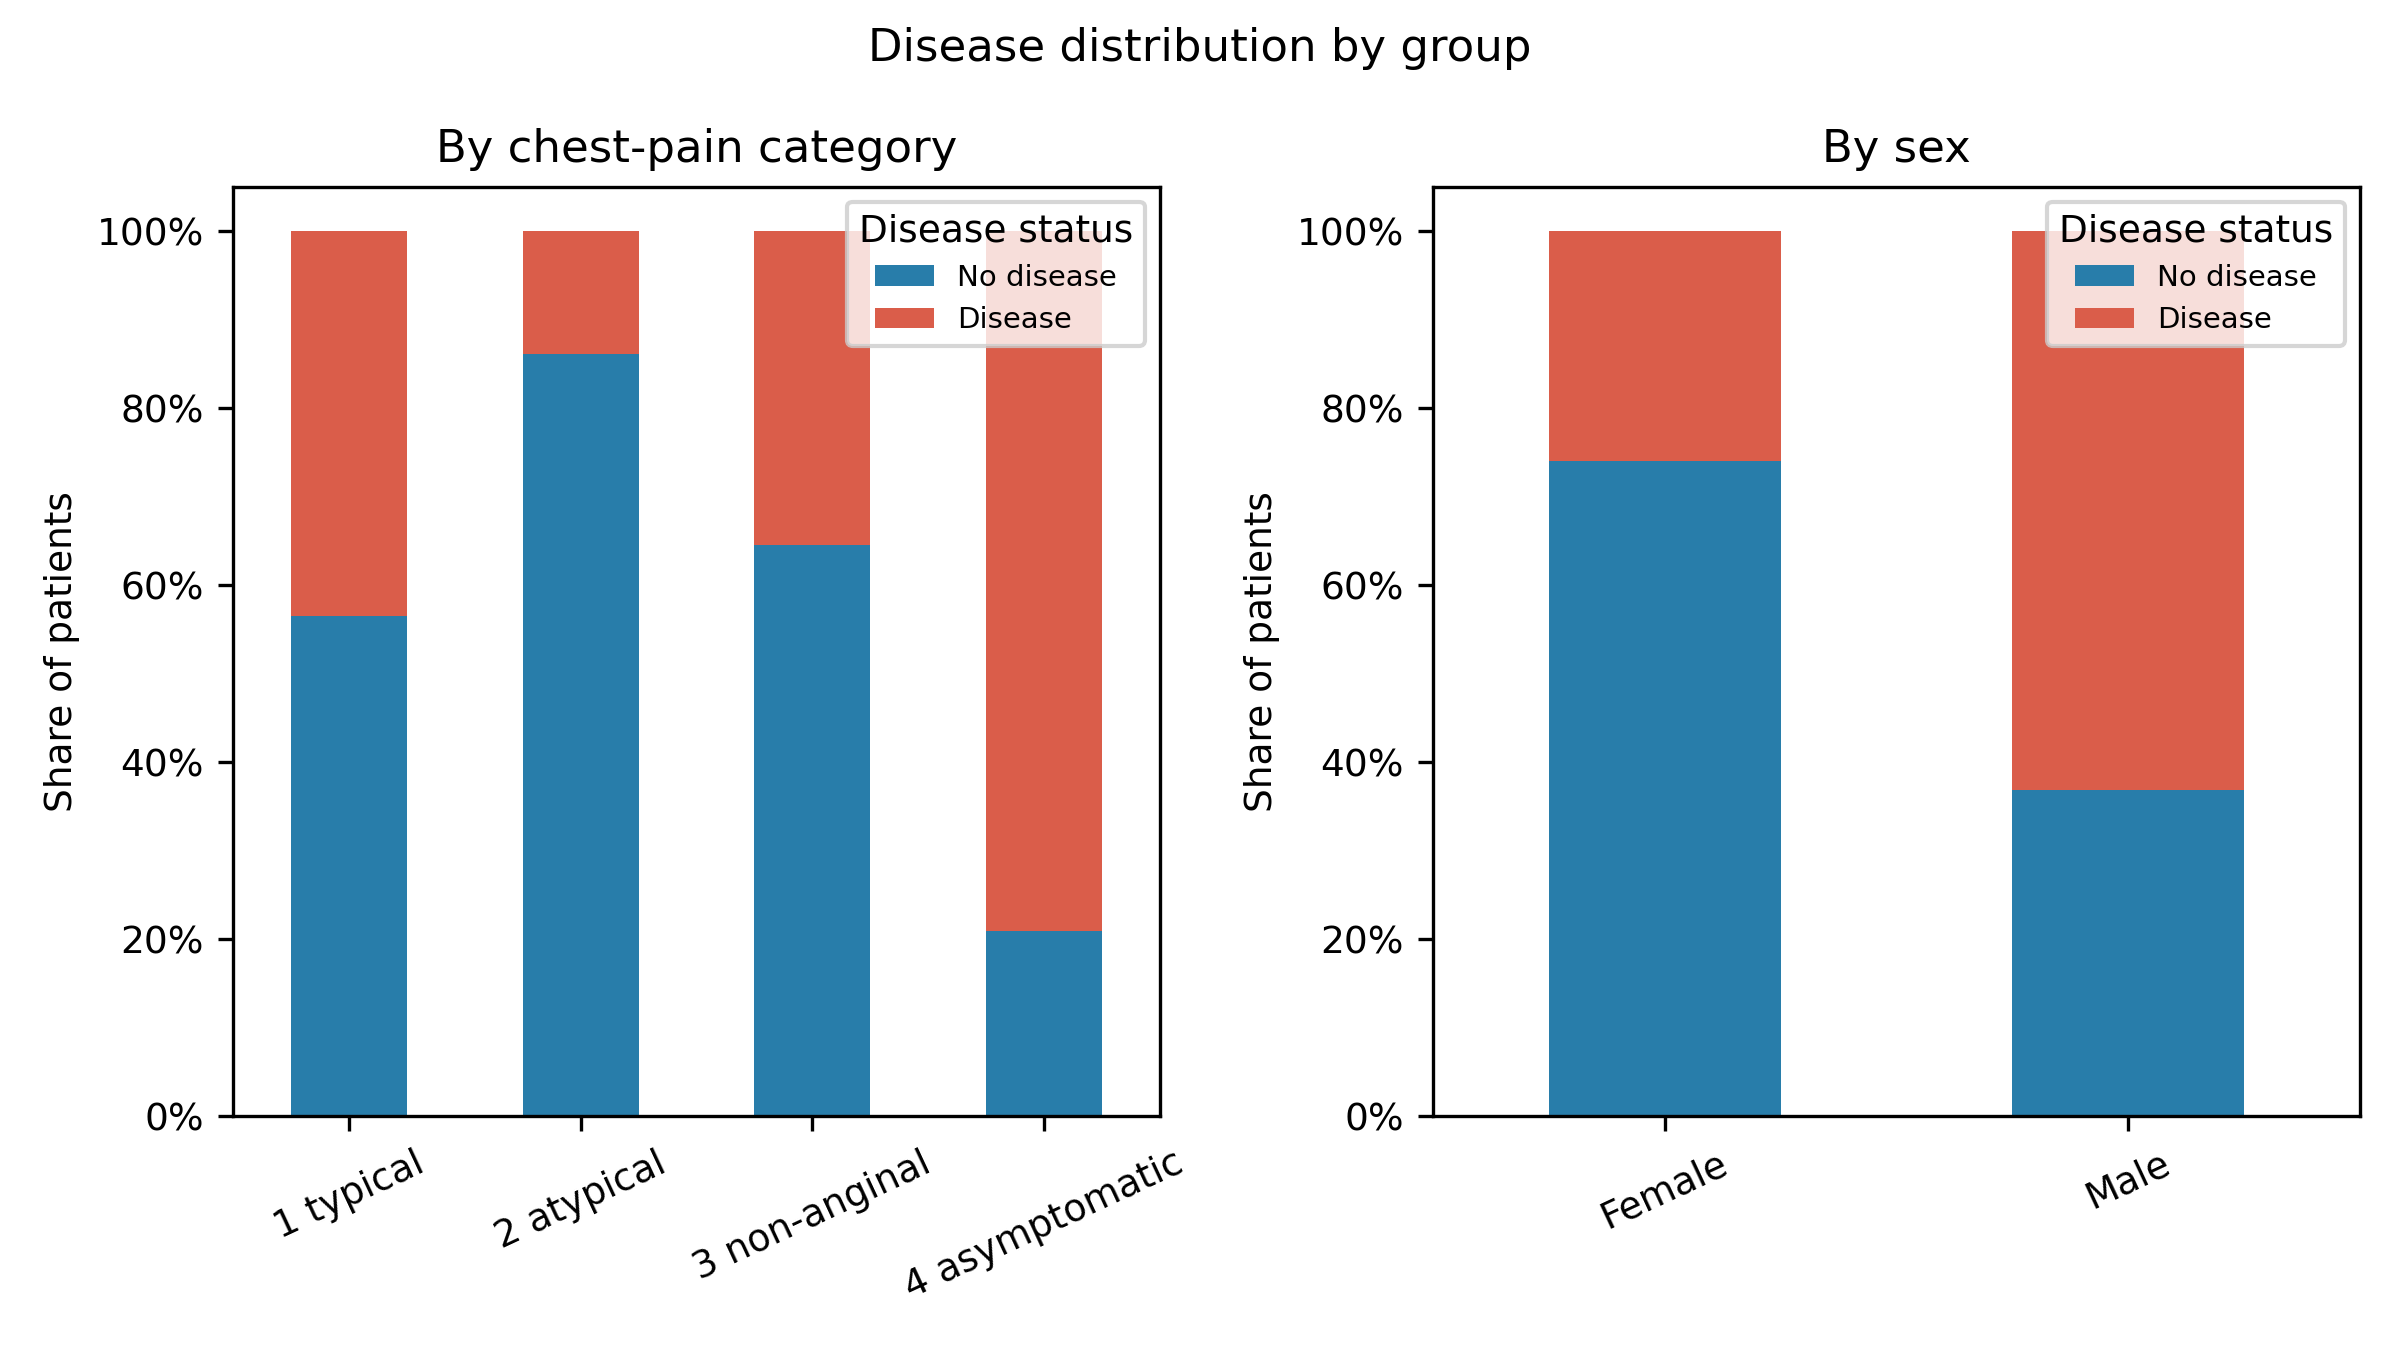 Disease distribution by group
By chest-pain category
Share of patients
100%
80%
60%
40%
20%
0%
Disease status
No disease
Disease
1 typical
2 atypical
3 non-anginal
4 asymptomatic
By sex
Share of patients
100%
80%
60%
40%
20%
0%
Disease status
No disease
Disease
Female
Male